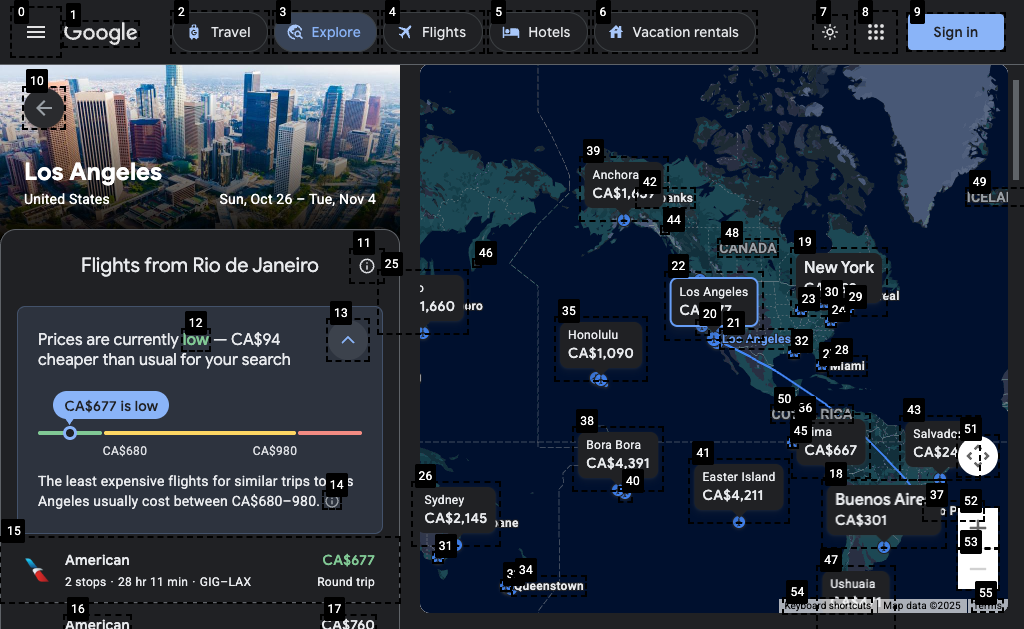 0
1
2
3
4
5
6
7
8
9
Google
Travel
Explore
Flights
Hotels
Vacation rentals
Sign in
10
Los Angeles
United States
Sun, Oct 26 – Tue, Nov 4
11
Flights from Rio de Janeiro
12
13
Prices are currently low — CA$94
cheaper than usual for your search
CA$677 is low
CA$680
CA$980
14
The least expensive flights for similar trips to
Angeles usually cost between CA$680–980.
15
American
CA$677
2 stops · 28 hr 11 min · GIG–LAX
Round trip
16
American
17
CA$760
39
Anchora
CA$1,
42
anks
44
49
ICELA
48
CANADA
46
25
1,660
oro
22
Los Angeles
CA
20
21
Los Angeles
19
New York
23
30
29
24
eal
32
28
Miami
35
Honolulu
CA$1,090
50
56
RICA
45
ima
CA$667
43
Salvado
CA$24
51
38
Bora Bora
CA$4,391
40
41
Easter Island
CA$4,211
18
Buenos Aire
CA$301
37
52
53
26
Sydney
CA$2,145
ane
31
34
Queenstown
47
Ushuaia
54
55
Keyboard shortcuts
Map data ©2025
Terms